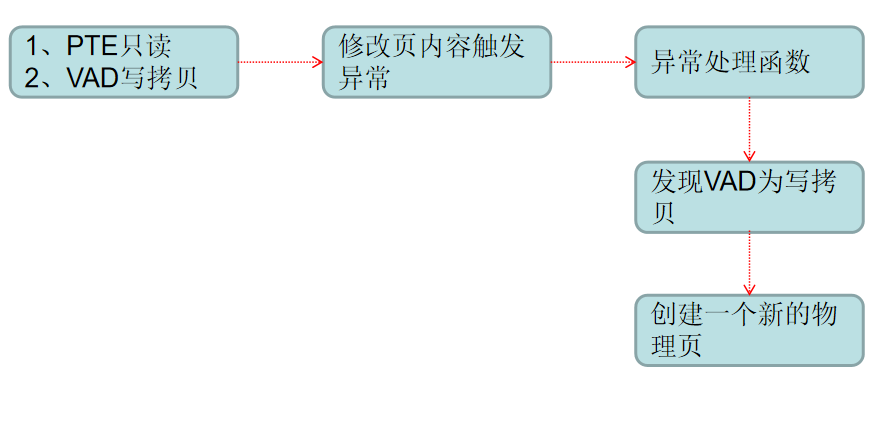 1、PTE只读
2、VAD写拷贝
修改页内容触发
异常
异常处理函数
发现VAD为写拷
贝
创建一个新的物
理页